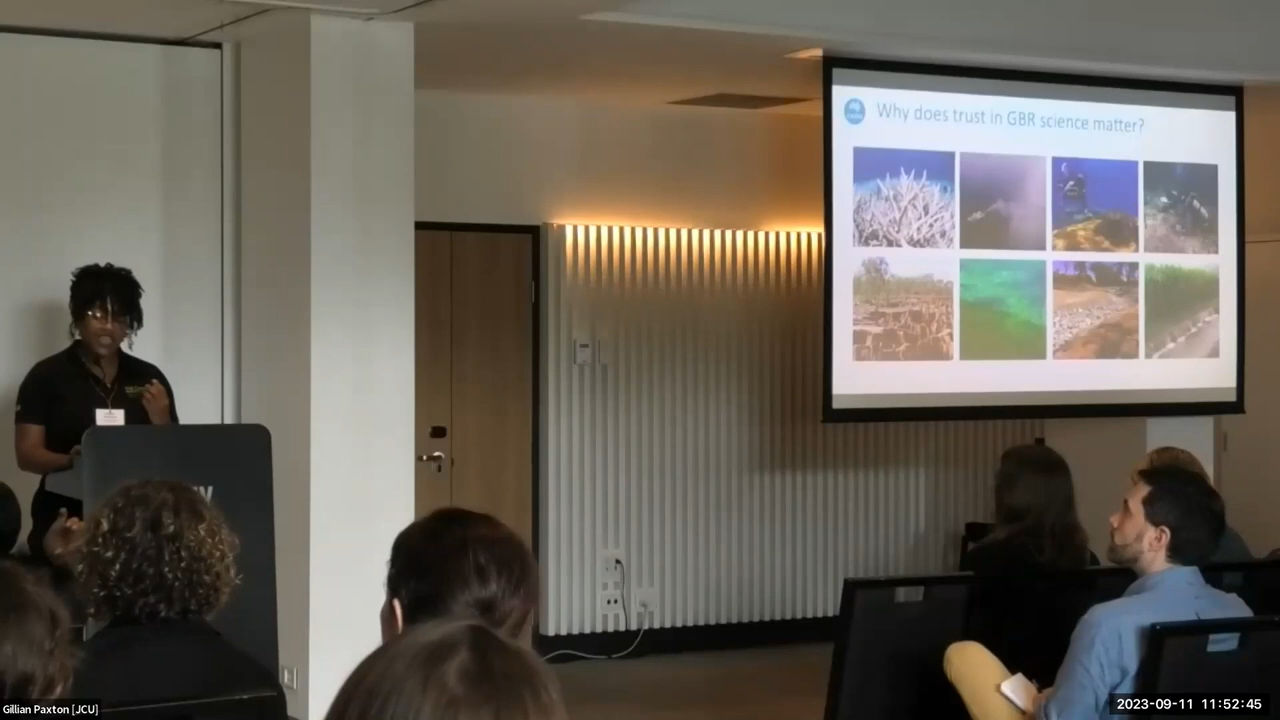 Why does trust in GBR science matter?
Gillian Paxton [JCU]
2023-09-11 11:52:45